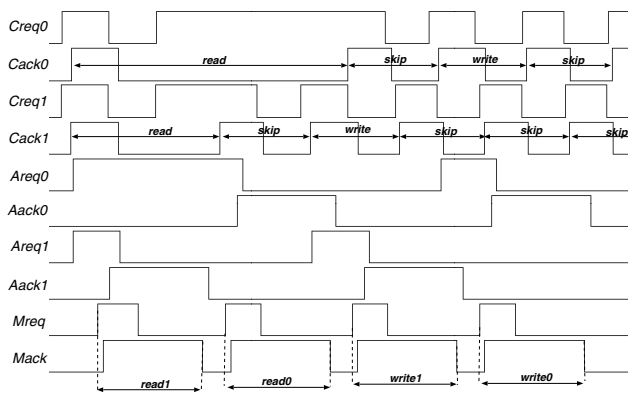 Creq0
Cack0 read skip write skip
Creq1
Cack1 read skip write skip skip skip
Areq0
Aack0
Areq1
Aack1
Mreq
Mack
read1 read0 write1 write0